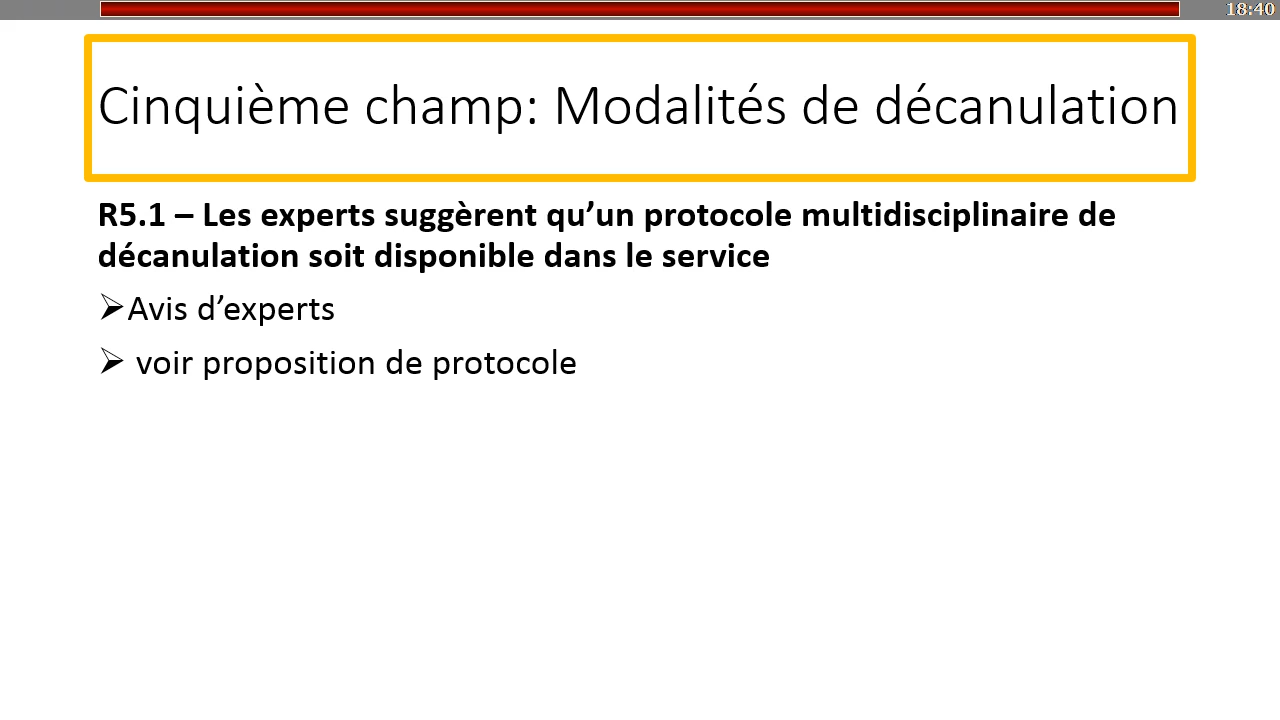 18:40
Cinquième champ: Modalités de décanulation
R5.1 – Les experts suggèrent qu’un protocole multidisciplinaire de
décanulation soit disponible dans le service
➢Avis d’experts
➢ voir proposition de protocole